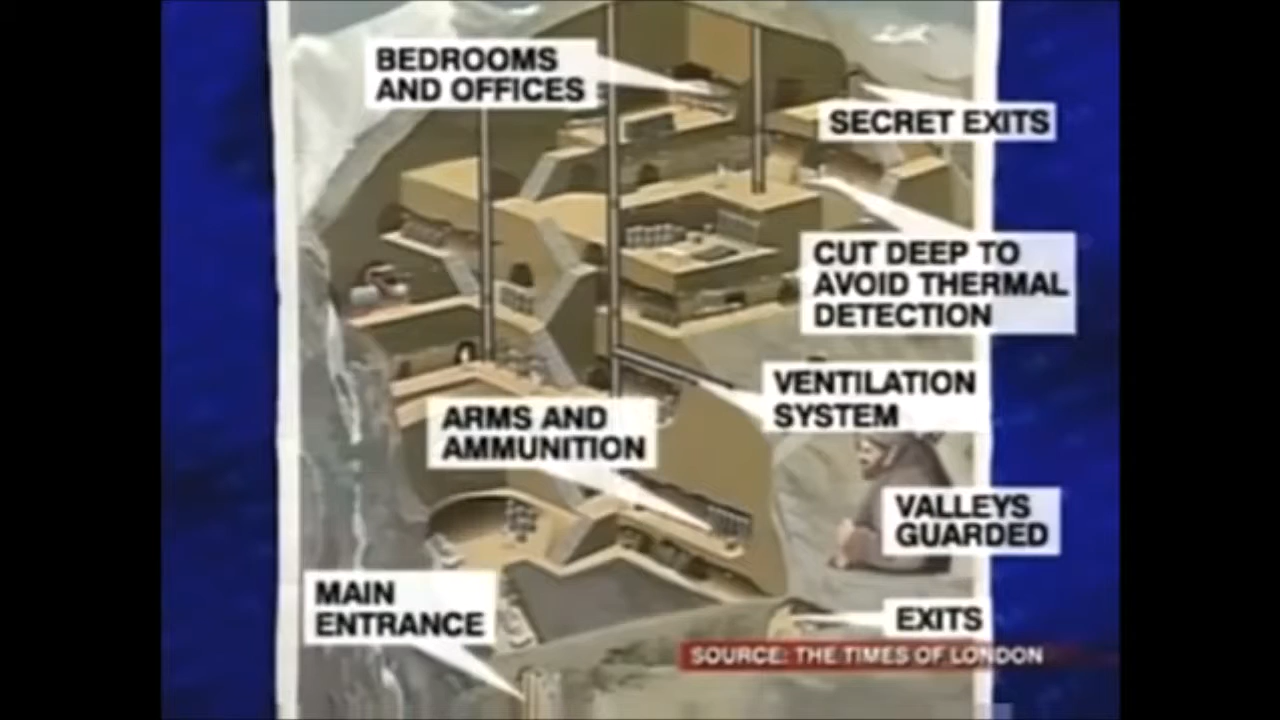 BEDROOMS
AND OFFICES
SECRET EXITS
CUT DEEP TO
AVOID THERMAL
DETECTION
VENTILATION
SYSTEM
ARMS AND
AMMUNITION
VALLEYS
GUARDED
MAIN
ENTRANCE
EXITS
SOURCE: THE TIMES OF LONDON